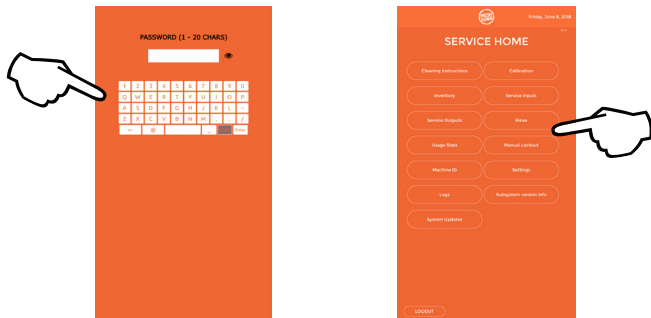 PASSWORD (1 - 20 CHARS)
1 2 3 4 5 6 7 8 9 0
Q W E R T Y U I O P
A S D F G H J K L -
Z X C V B N M , . /
@ _ Enter
Friday, June 8, 2018
SERVICE HOME
Cleaning Instructions Calibration
Inventory Service Inputs
Service Outputs Rinse
Usage Stats Manual Lockout
Machine ID Settings
Logs Subsystem version info
System Updates
LOGOUT